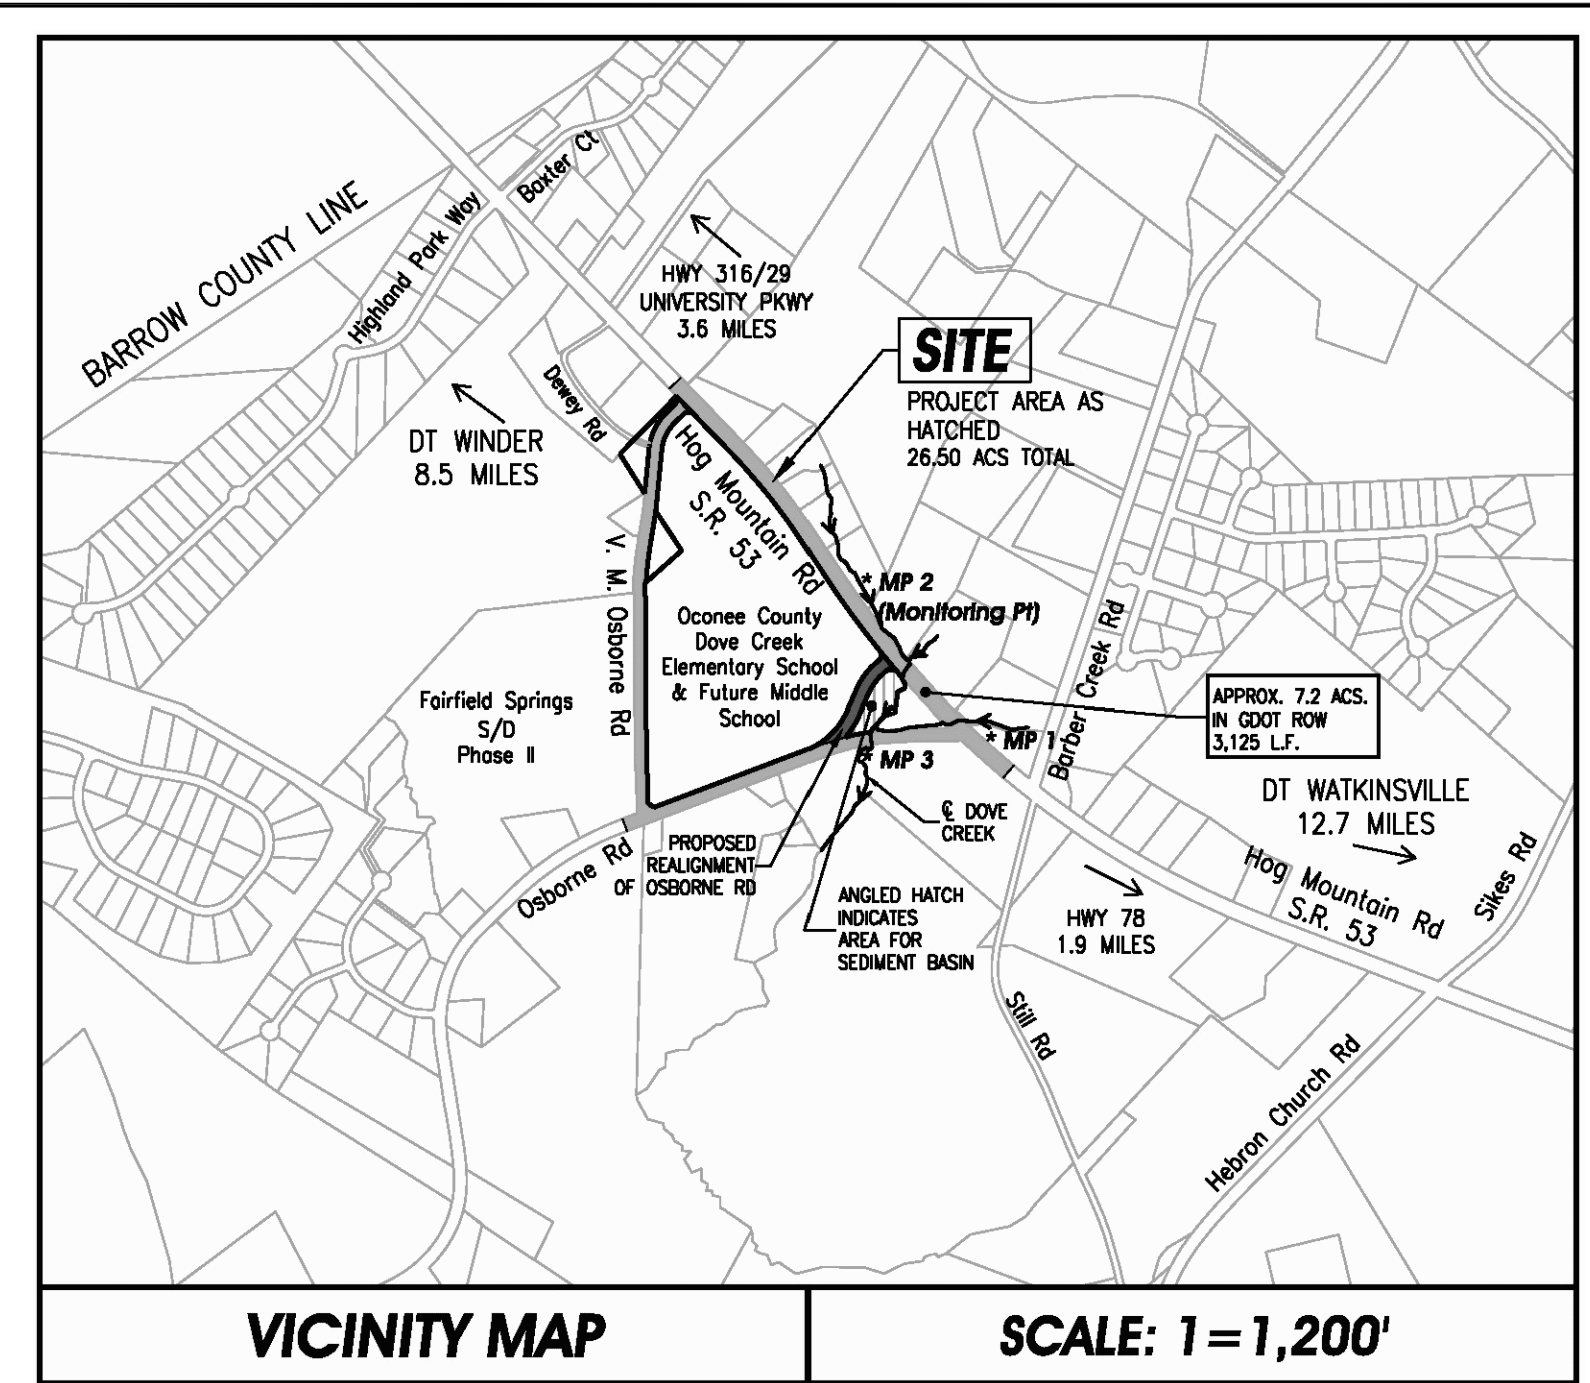 BARROW COUNTY LINE
Highland Park Way
Baxter Ct
HWY 316/29
UNIVERSITY PKWY
3.6 MILES
SITE
PROJECT AREA AS
HATCHED
26.50 ACS TOTAL
Dewey Rd
DT WINDER
8.5 MILES
Hog Mountain Rd
S.R. 53
V. M. Osborne Rd
* MP 2
(Monitoring Pt)
Oconee County
Dove Creek
Elementary School
& Future Middle
School
Fairfield Springs
S/D
Phase II
Barber Creek Rd
APPROX. 7.2 ACS.
IN GDOT ROW
3,125 L.F.
* MP 1
* MP 3
℄ DOVE
CREEK
DT WATKINSVILLE
12.7 MILES
PROPOSED
REALIGNMENT
OF OSBORNE RD
Osborne Rd
ANGLED HATCH
INDICATES
AREA FOR
SEDIMENT BASIN
HWY 78
1.9 MILES
Hog Mountain Rd
S.R. 53
Sikes Rd
Still Rd
Hebron Church Rd
VICINITY MAP
SCALE: 1=1,200'